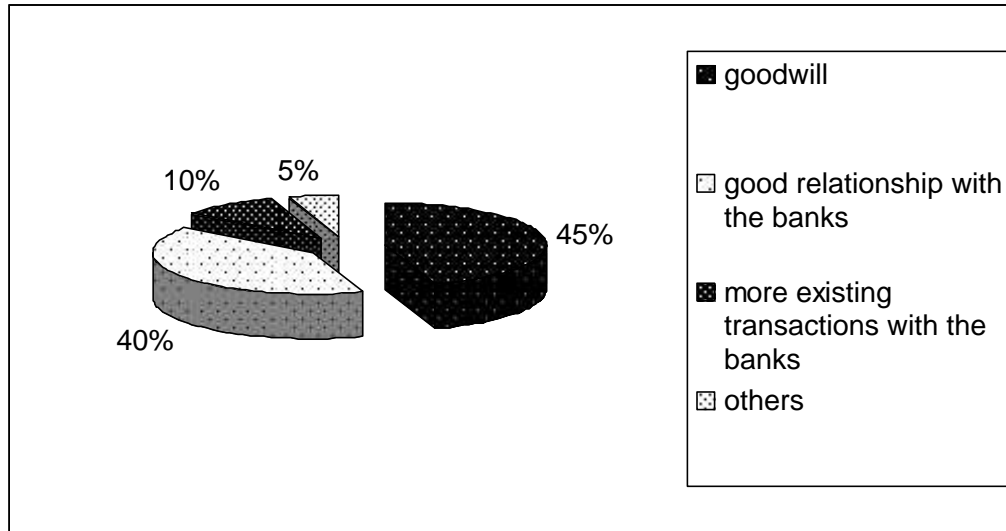 10%
5%
45%
40%
goodwill
good relationship with
the banks
more existing
transactions with the
banks
others